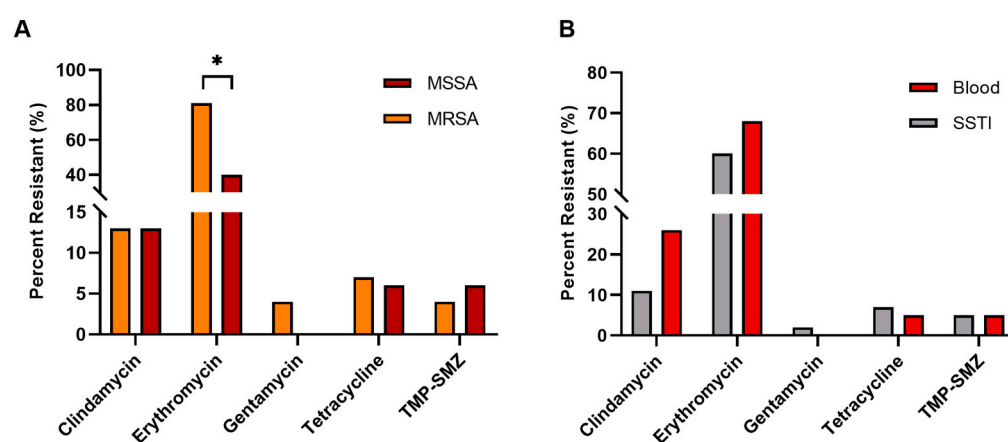 A
Percent Resistant (%)
100
80
60
40
15
10
5
0
*
MSSA
MRSA
Clindamycin
Erythromycin
Gentamycin
Tetracycline
TMP-SMZ
B
Percent Resistant (%)
80
70
60
50
30
20
10
0
Blood
SSTI
Clindamycin
Erythromycin
Gentamycin
Tetracycline
TMP-SMZ